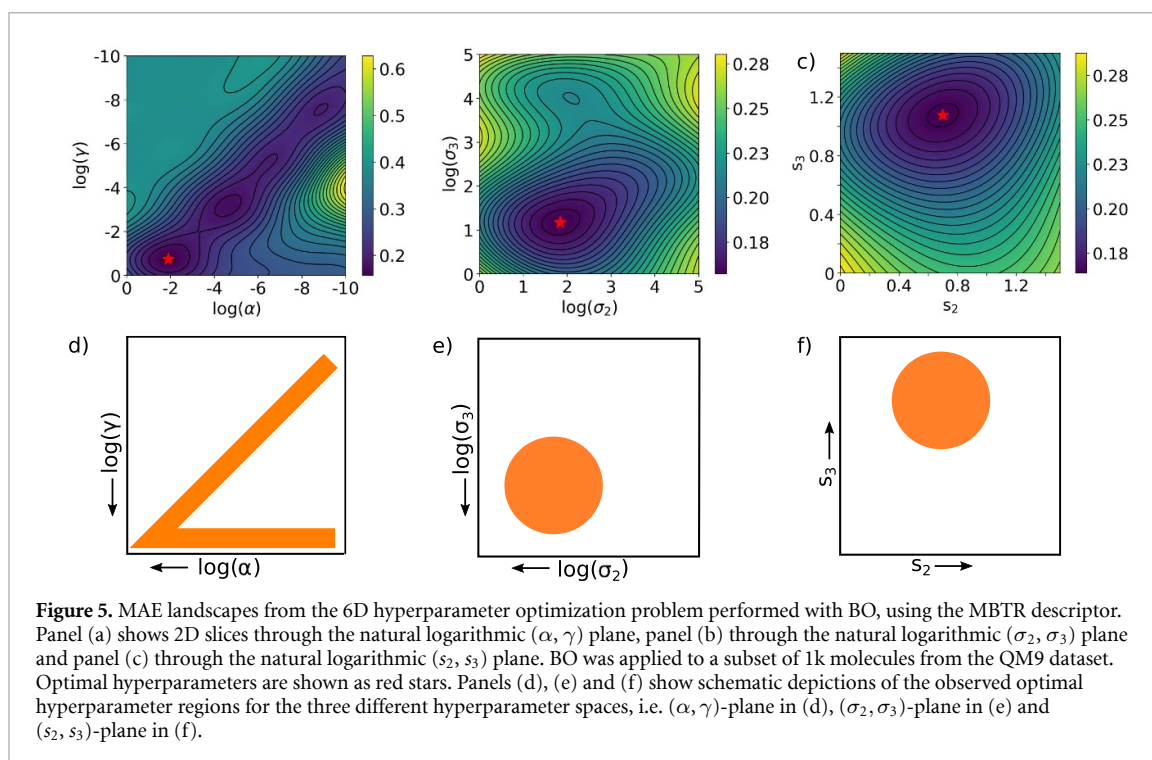 -10
-8
-6
-4
-2
0
log(γ)
0 -2 -4 -6 -8 -10
log(α)
0.6
0.5
0.4
0.3
0.2
5
4
3
2
1
0
log(σ₃)
0 1 2 3 4 5
log(σ₂)
0.28
0.25
0.22
0.20
0.18
c)
1.2
0.8
0.4
0
s₃
0 0.4 0.8 1.2
s₂
0.28
0.23
0.20
0.18
d)
log(γ)
log(α)
e)
log(σ₃)
log(σ₂)
f)
s₃
s₂
Figure 5. MAE landscapes from the 6D hyperparameter optimization problem performed with BO, using the MBTR descriptor.
Panel (a) shows 2D slices through the natural logarithmic (α, γ) plane, panel (b) through the natural logarithmic (σ₂, σ₃) plane
and panel (c) through the natural logarithmic (s₂, s₃) plane. BO was applied to a subset of 1k molecules from the QM9 dataset.
Optimal hyperparameters are shown as red stars. Panels (d), (e) and (f) show schematic depictions of the observed optimal
hyperparameter regions for the three different hyperparameter spaces, i.e. (α, γ)-plane in (d), (σ₂, σ₃)-plane in (e) and
(s₂, s₃)-plane in (f).